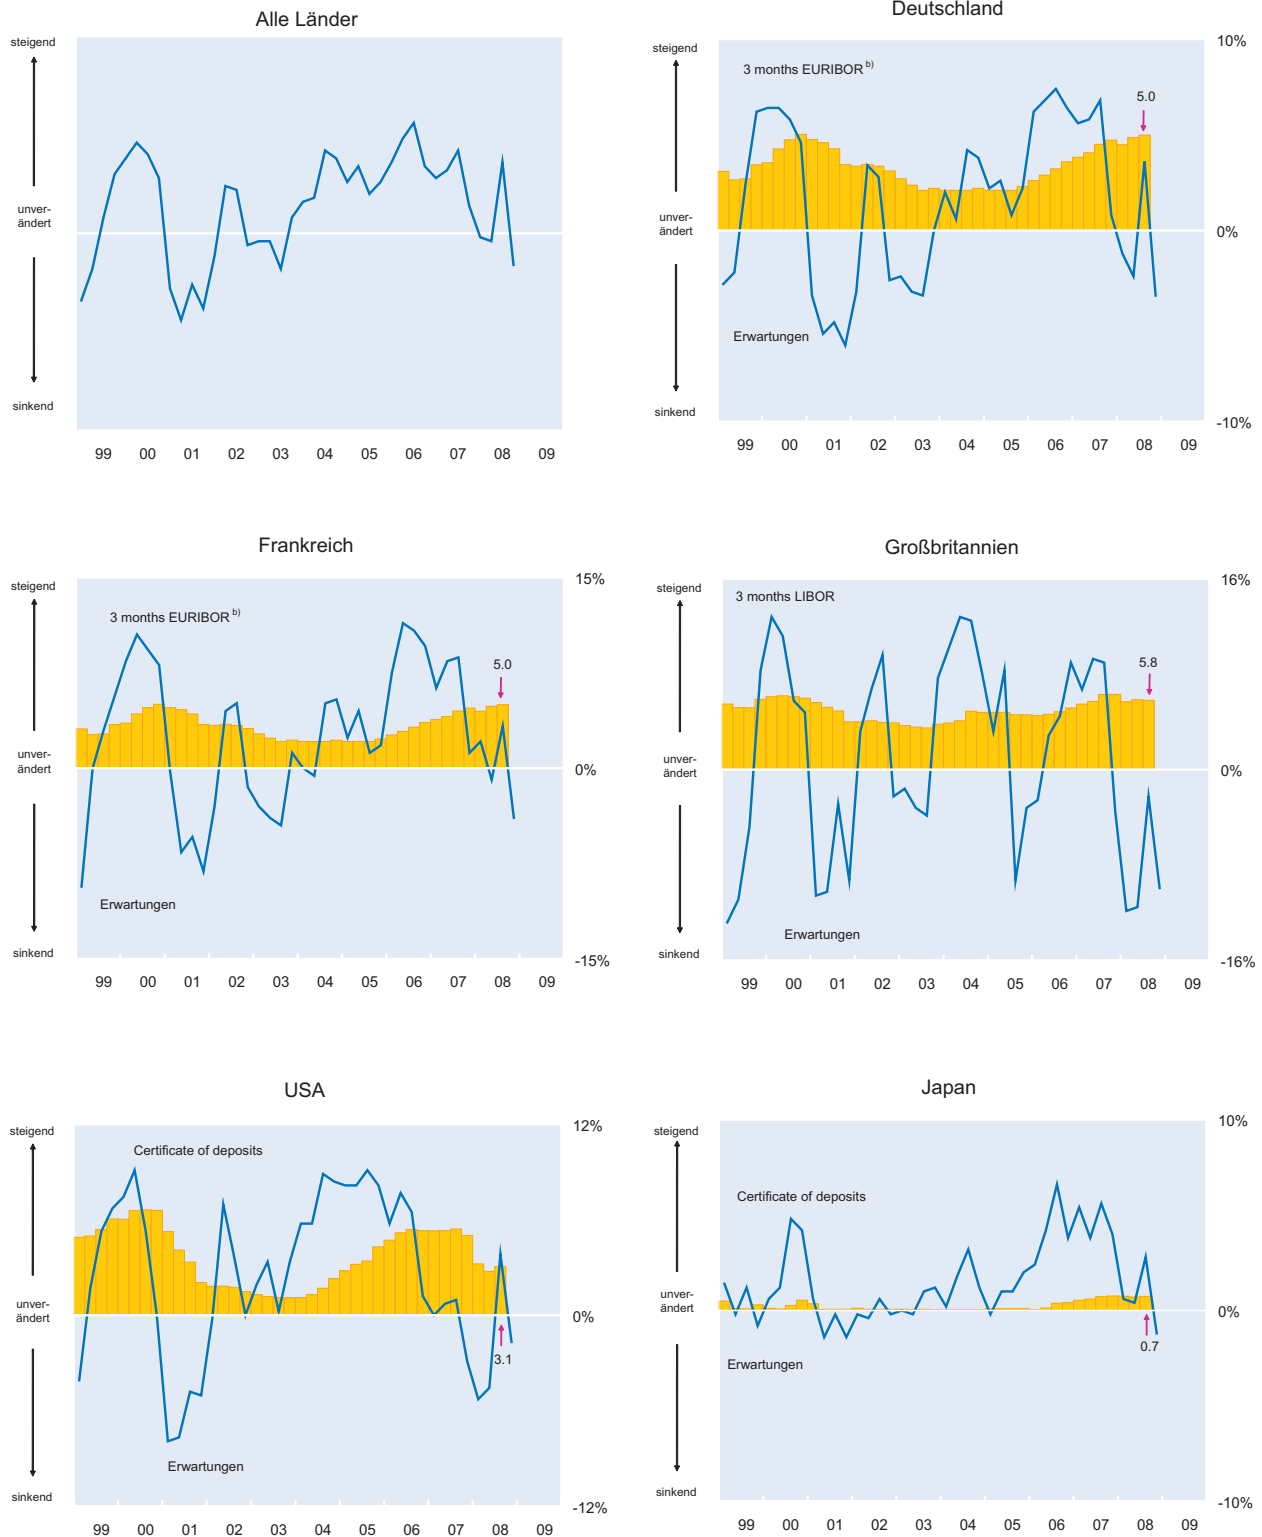 Alle Länder
steigend
unver-
ändert
sinkend
99 00 01 02 03 04 05 06 07 08 09
Deutschland
steigend
10%
3 months EURIBOR b)
5.0
unver-
ändert
0%
Erwartungen
sinkend
-10%
99 00 01 02 03 04 05 06 07 08 09
Frankreich
steigend
15%
3 months EURIBOR b)
5.0
unver-
ändert
0%
Erwartungen
sinkend
-15%
99 00 01 02 03 04 05 06 07 08 09
Großbritannien
steigend
16%
3 months LIBOR
5.8
unver-
ändert
0%
Erwartungen
sinkend
-16%
99 00 01 02 03 04 05 06 07 08 09
USA
steigend
12%
Certificate of deposits
unver-
ändert
0%
3.1
Erwartungen
sinkend
-12%
99 00 01 02 03 04 05 06 07 08 09
Japan
steigend
10%
Certificate of deposits
unver-
ändert
0%
0.7
Erwartungen
sinkend
-10%
99 00 01 02 03 04 05 06 07 08 09